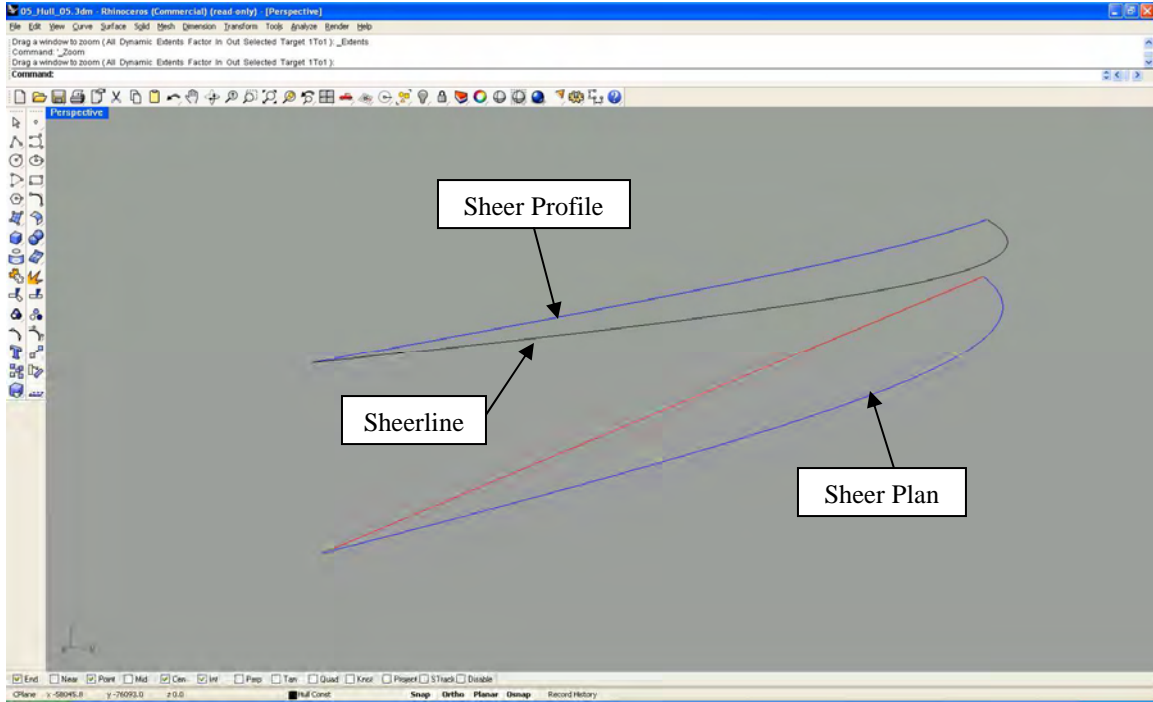 05_Hull_05.3dm - Rhinoceros (Commercial) (read only) - [Perspective]
File Edit View Curve Surface Solid Mesh Dimension Transform Tools Analyze Render Help
Drag a window to zoom ( All Dynamic Extents Factor In Out Selected Target 1To1 ): _Extents
Command: '_Zoom
Drag a window to zoom ( All Dynamic Extents Factor In Out Selected Target 1To1 ):
Command:
Perspective
Sheer Profile
Sheerline
Sheer Plan
End Near Point Mid Cen Int Perp Tan Quad Knot Project STrack Disable
CPlane x -58045.8 y -76093.0 z 0.0 Hull Const Snap Ortho Planar Osnap Record History